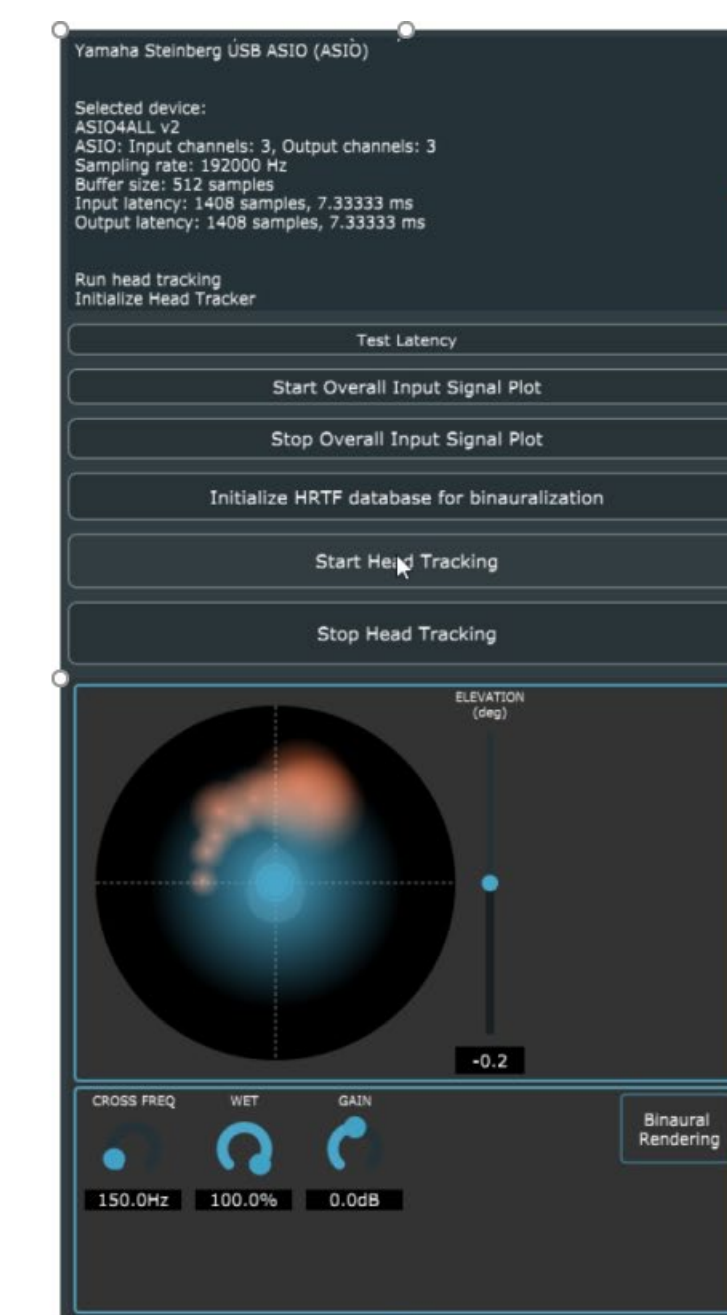 Yamaha Steinberg USB ASIO (ASIO)
Selected device:
ASIO4ALL v2
ASIO: Input channels: 3, Output channels: 3
Sampling rate: 192000 Hz
Buffer size: 512 samples
Input latency: 1408 samples, 7.33333 ms
Output latency: 1408 samples, 7.33333 ms
Run head tracking
Initialize Head Tracker
Test Latency
Start Overall Input Signal Plot
Stop Overall Input Signal Plot
Initialize HRTF database for binauralization
Start Head Tracking
Stop Head Tracking
ELEVATION
(deg)
-0.2
CROSS FREQ WET GAIN
150.0Hz 100.0% 0.0dB
Binaural
Rendering